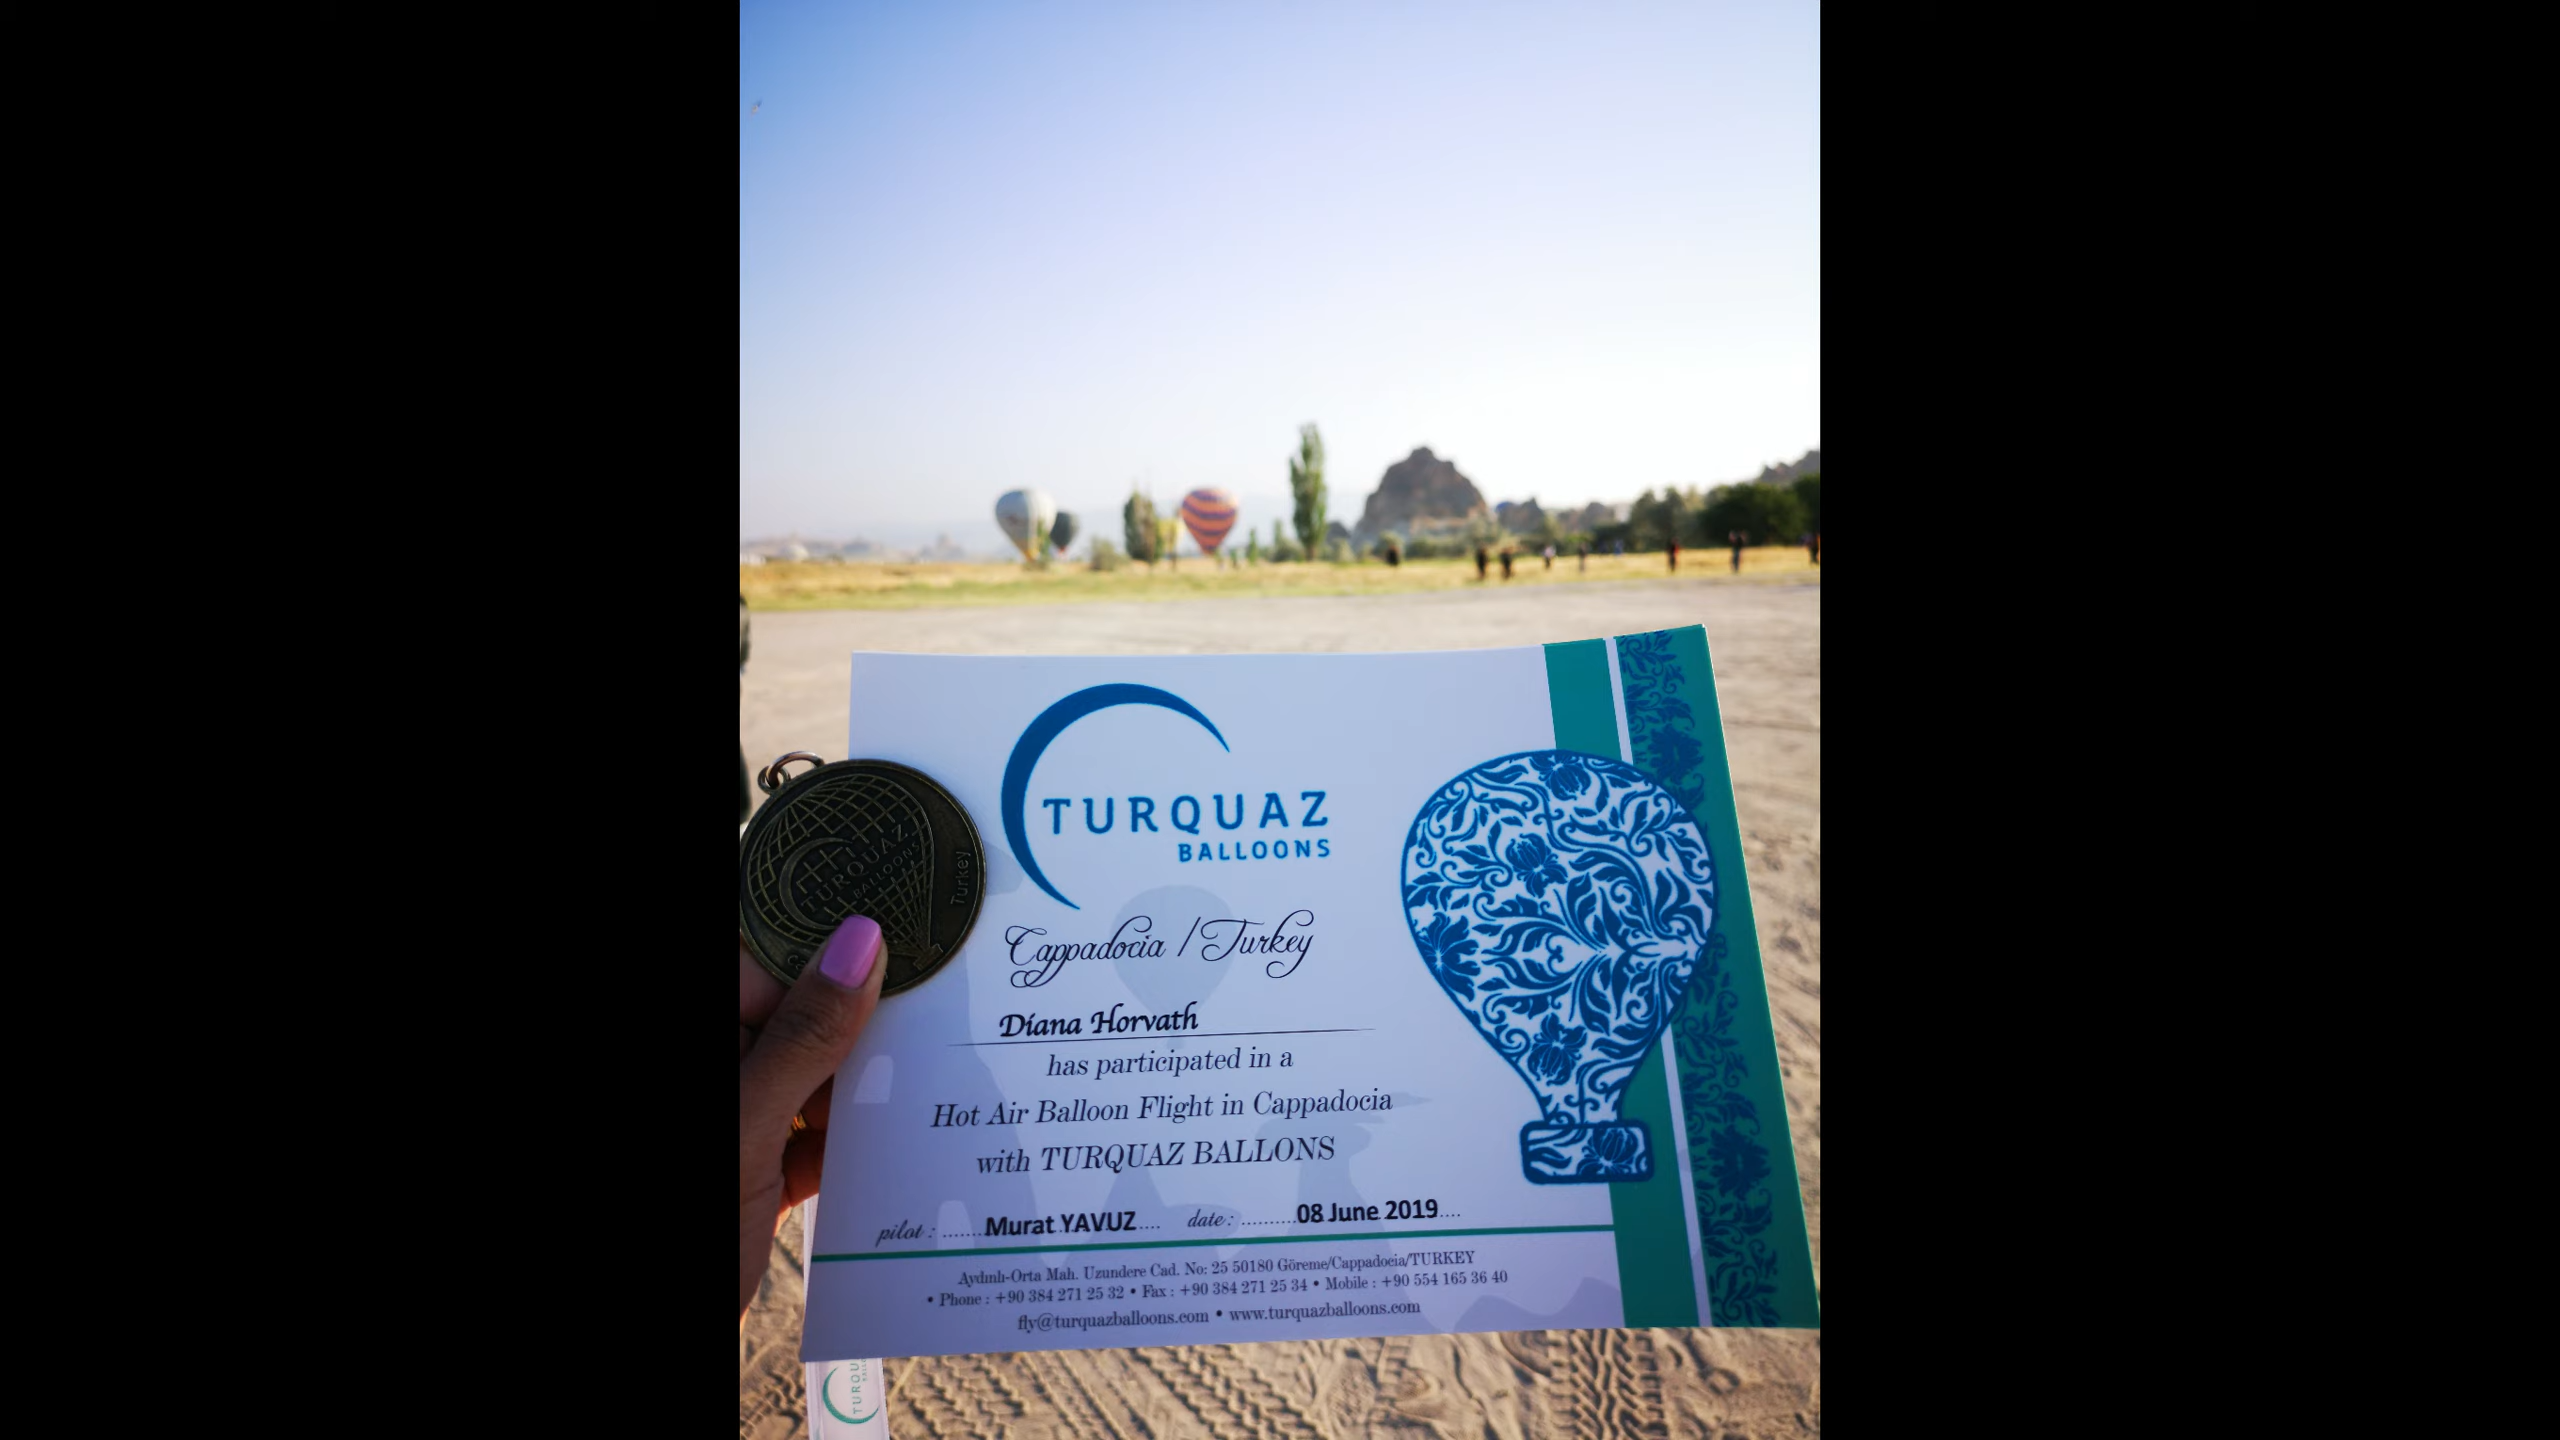 TURQUAZ
BALLOONS
Cappadocia / Turkey
Diana Horvath
has participated in a
Hot Air Balloon Flight in Cappadocia
with TURQUAZ BALLONS
pilot : ........Murat YAVUZ.... date: ..........08 June 2019....
Aydınlı-Orta Mah. Uzundere Cad. No: 25 50180 Göreme/Cappadocia/TURKEY
• Phone : +90 384 271 25 32 • Fax : +90 384 271 25 34 • Mobile : +90 554 165 36 40
fly@turquazballoons.com • www.turquazballoons.com
TURQUAZ
BALLOONS
Turkey